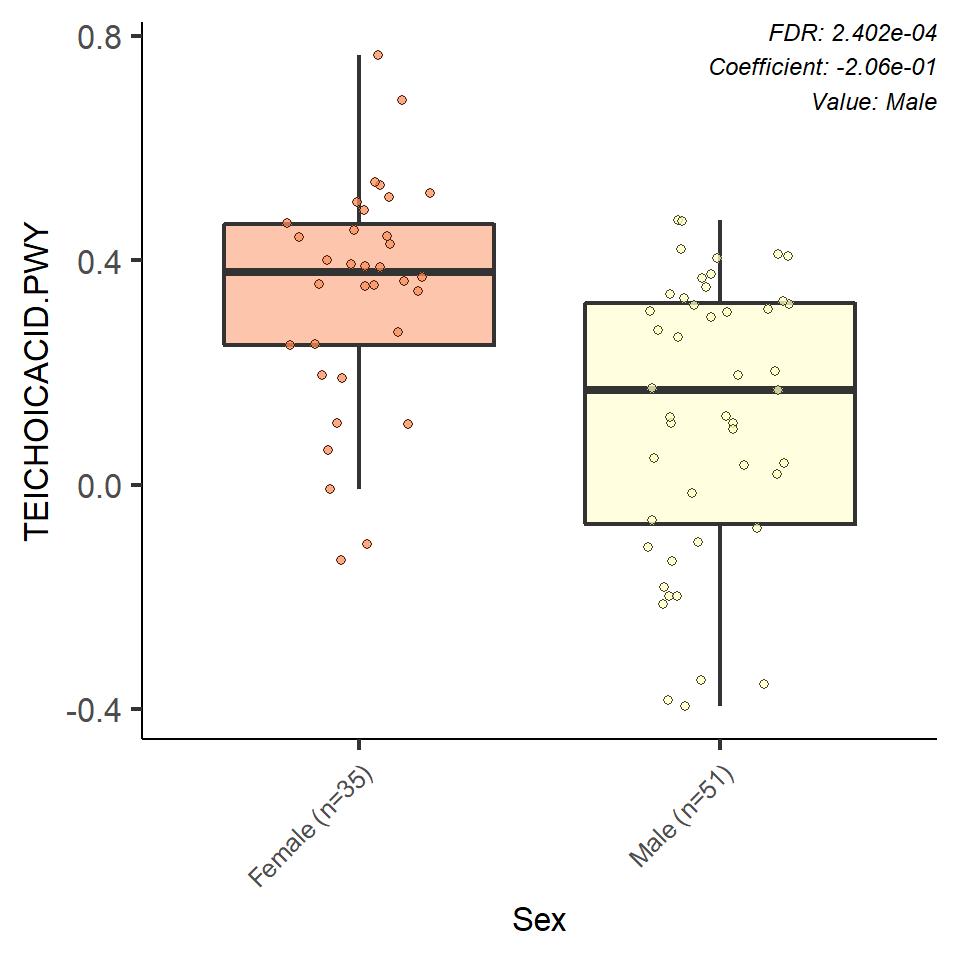 FDR: 2.402e-04
Coefficient: -2.06e-01
Value: Male
0.8
0.4
0.0
-0.4
TEICHOICACID.PWY
Female (n=35)
Male (n=51)
Sex